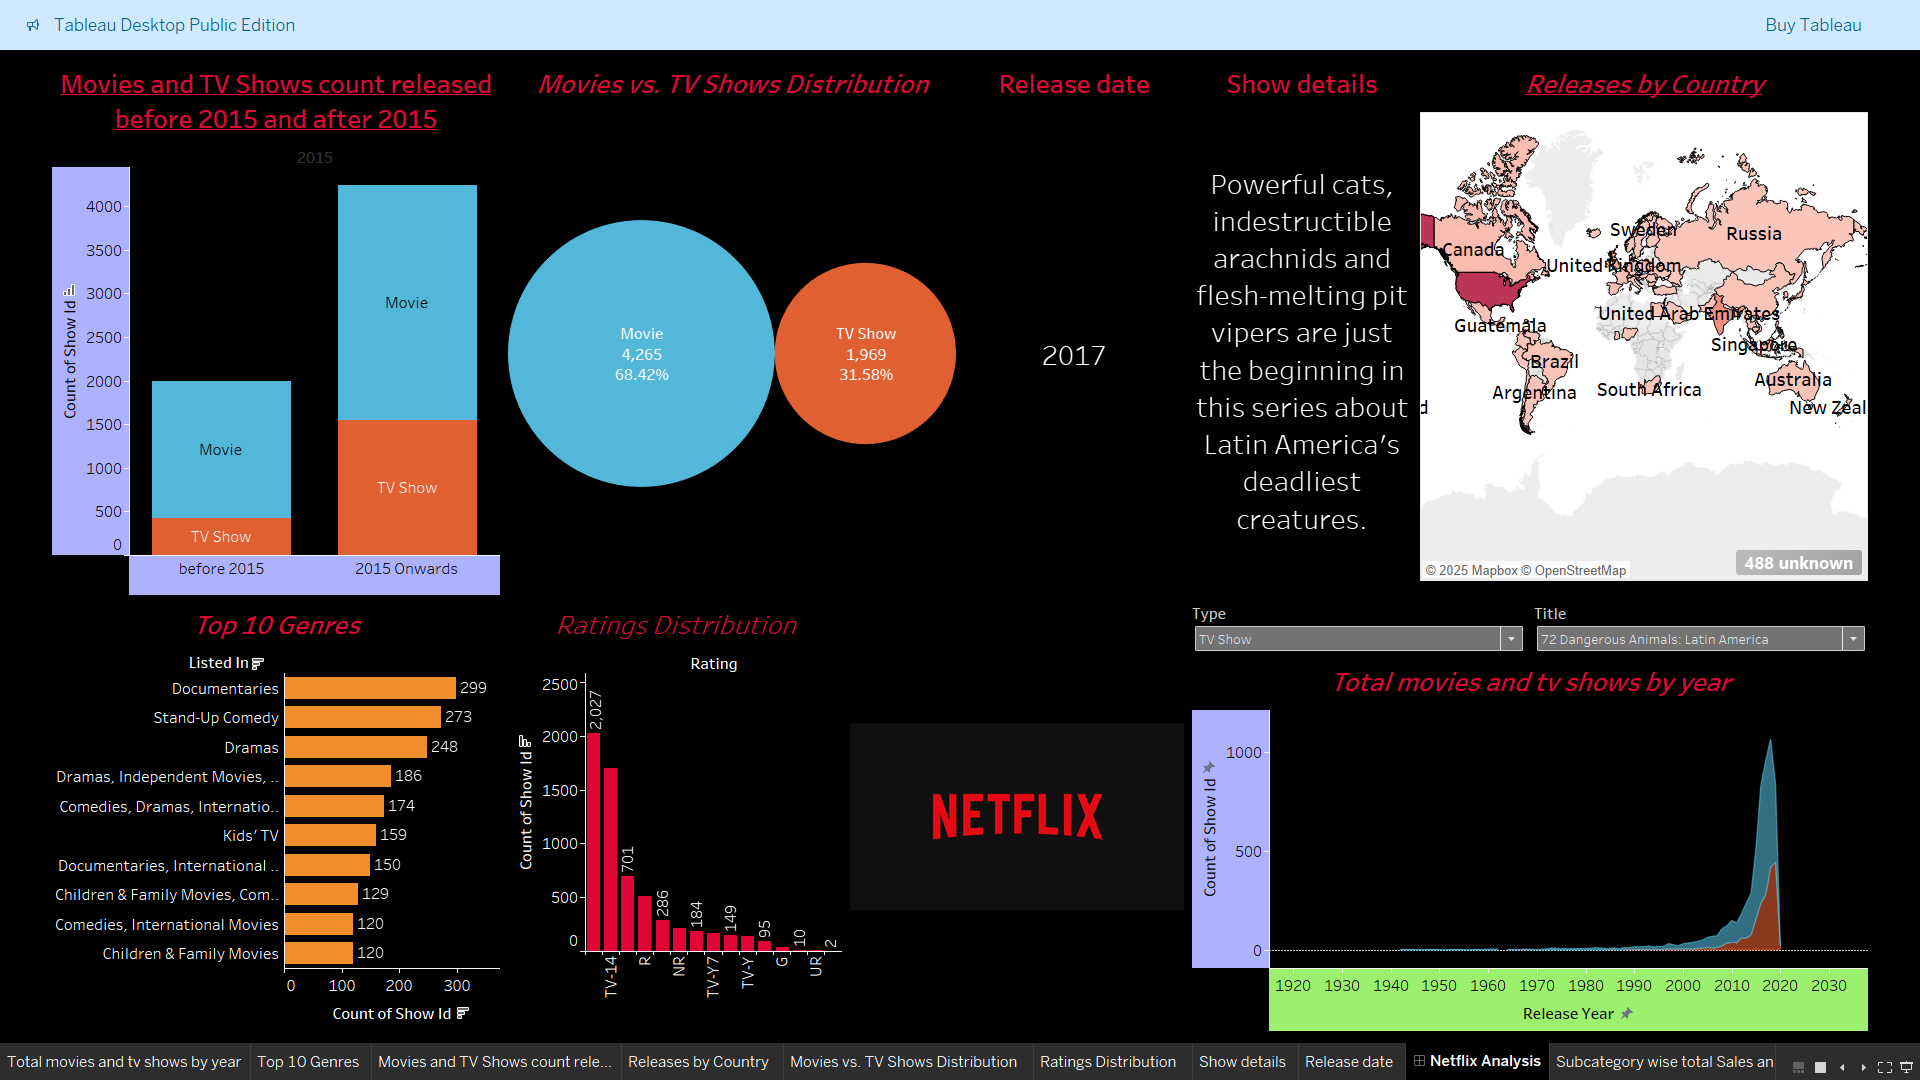 Tableau Desktop Public Edition
Buy Tableau
Movies and TV Shows count released
before 2015 and after 2015
2015
Count of Show Id
4000
3500
3000
2500
2000
1500
1000
500
0
Movie
TV Show
Movie
TV Show
before 2015
2015 Onwards
Movies vs. TV Shows Distribution
Movie
4,265
68.42%
TV Show
1,969
31.58%
Release date
2017
Show details
Powerful cats,
indestructible
arachnids and
flesh-melting pit
vipers are just
the beginning in
this series about
Latin America's
deadliest
creatures.
Releases by Country
Sweden
Russia
Canada
United Kingdom
United Arab Emirates
Guatemala
Singapore
Brazil
Australia
Argentina
South Africa
d
New Zeal
© 2025 Mapbox © OpenStreetMap
488 unknown
Top 10 Genres
Listed In
Documentaries 299
Stand-Up Comedy 273
Dramas 248
Dramas, Independent Movies, .. 186
Comedies, Dramas, Internatio.. 174
Kids' TV 159
Documentaries, International .. 150
Children & Family Movies, Com.. 129
Comedies, International Movies 120
Children & Family Movies 120
0 100 200 300
Count of Show Id
Ratings Distribution
Rating
Count of Show Id
2500
2000
1500
1000
500
0
2,027
701
286
184
149
95
10
2
TV-14
R
NR
TV-Y7
TV-Y
G
UR
NETFLIX
Type
TV Show
Title
72 Dangerous Animals: Latin America
Total movies and tv shows by year
Count of Show Id
1000
500
0
1920 1930 1940 1950 1960 1970 1980 1990 2000 2010 2020 2030
Release Year
Total movies and tv shows by year
Top 10 Genres
Movies and TV Shows count rele...
Releases by Country
Movies vs. TV Shows Distribution
Ratings Distribution
Show details
Release date
Netflix Analysis
Subcategory wise total Sales an